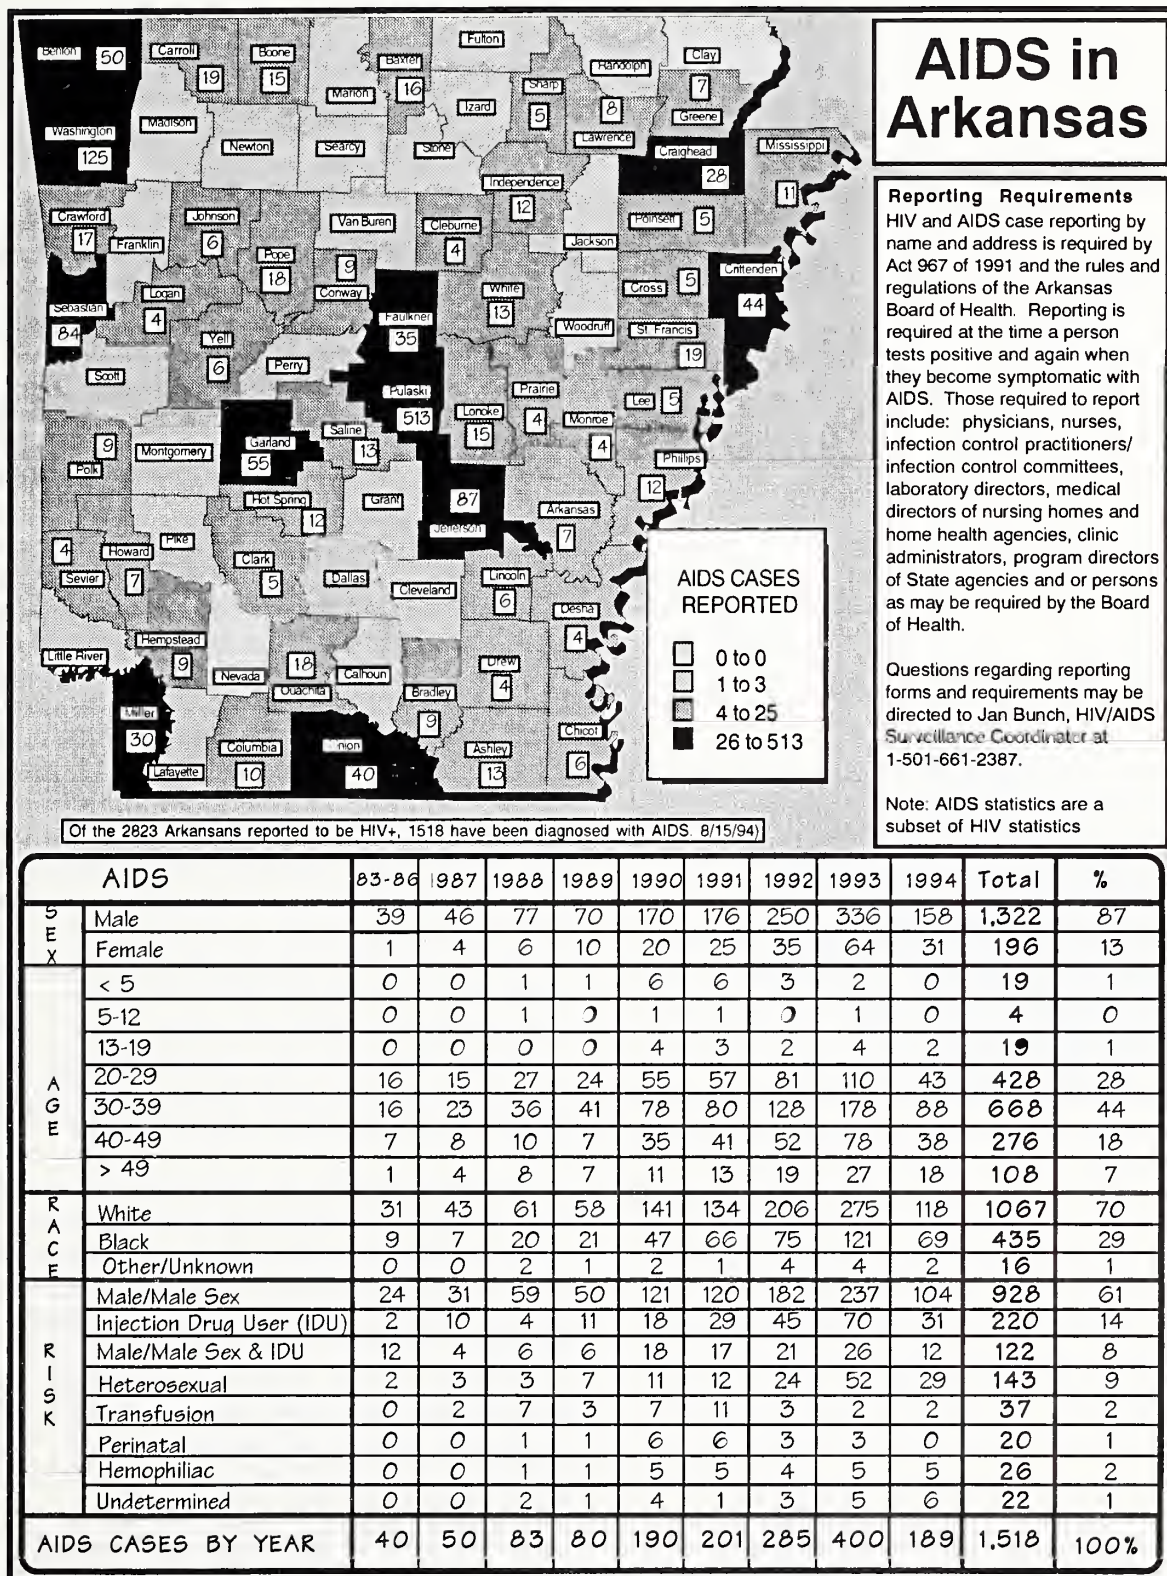 AIDS in
Arkansas
Benton 50
Carroll
19
Boone
15
Marion
Baxter
16
Fulton
Izard
Sharp
5
Randolph
8
Lawrence
Clay
7
Greene
Washington
125
Madison
Newton
Searcy
Stone
Independence
12
Craighead
28
Mississippi
11
Crawford
17
Franklin
Johnson
6
Pope
18
Van Buren
9
Conway
Cleburne
4
Jackson
Poinsett 5
Sebastian
84
Logan
4
Yell
6
Perry
Faulkner
35
White
13
Woodruff
Cross 5
Crittenden
44
St. Francis
19
Scott
Pulaski
513
Lonoke
15
Prairie
4
Monroe
4
Lee 5
Phillips
12
9
Polk
Montgomery
Garland
55
Saline
13
Hot Spring
12
Grant
87
Jefferson
Arkansas
7
4
Sevier
Howard
7
Pike
Clark
5
Dallas
Cleveland
Lincoln
6
Desha
4
Little River
Hempstead
9
Nevada
18
Ouachita
Calhoun
Bradley
9
Drew
4
Chicot
6
Miller
30
Lafayette
Columbia
10
Union
40
Ashley
13
AIDS CASES
REPORTED
0 to 0
1 to 3
4 to 25
26 to 513
Of the 2823 Arkansans reported to be HIV+, 1518 have been diagnosed with AIDS. 8/15/94)
Reporting Requirements
HIV and AIDS case reporting by
name and address is required by
Act 967 of 1991 and the rules and
regulations of the Arkansas
Board of Health. Reporting is
required at the time a person
tests positive and again when
they become symptomatic with
AIDS. Those required to report
include: physicians, nurses,
infection control practitioners/
infection control committees,
laboratory directors, medical
directors of nursing homes and
home health agencies, clinic
administrators, program directors
of State agencies and or persons
as may be required by the Board
of Health.
Questions regarding reporting
forms and requirements may be
directed to Jan Bunch, HIV/AIDS
Surveillance Coordinator at
1-501-661-2387.
Note: AIDS statistics are a
subset of HIV statistics
AIDS 83-86 1987 1988 1989 1990 1991 1992 1993 1994 Total %
SEX
Male 39 46 77 70 170 176 250 336 158 1,322 87
Female 1 4 6 10 20 25 35 64 31 196 13
AGE
< 5 0 0 1 1 6 6 3 2 0 19 1
5-12 0 0 1 0 1 1 0 1 0 4 0
13-19 0 0 0 0 4 3 2 4 2 19 1
20-29 16 15 27 24 55 57 81 110 43 428 28
30-39 16 23 36 41 78 80 128 178 88 668 44
40-49 7 8 10 7 35 41 52 78 38 276 18
> 49 1 4 8 7 11 13 19 27 18 108 7
RACE
White 31 43 61 58 141 134 206 275 118 1067 70
Black 9 7 20 21 47 66 75 121 69 435 29
Other/Unknown 0 0 2 1 2 1 4 4 2 16 1
RISK
Male/Male Sex 24 31 59 50 121 120 182 237 104 928 61
Injection Drug User (IDU) 2 10 4 11 18 29 45 70 31 220 14
Male/Male Sex & IDU 12 4 6 6 18 17 21 26 12 122 8
Heterosexual 2 3 3 7 11 12 24 52 29 143 9
Transfusion 0 2 7 3 7 11 3 2 2 37 2
Perinatal 0 0 1 1 6 6 3 3 0 20 1
Hemophiliac 0 0 1 1 5 5 4 5 5 26 2
Undetermined 0 0 2 1 4 1 3 5 6 22 1
AIDS CASES BY YEAR 40 50 83 80 190 201 285 400 189 1,518 100%